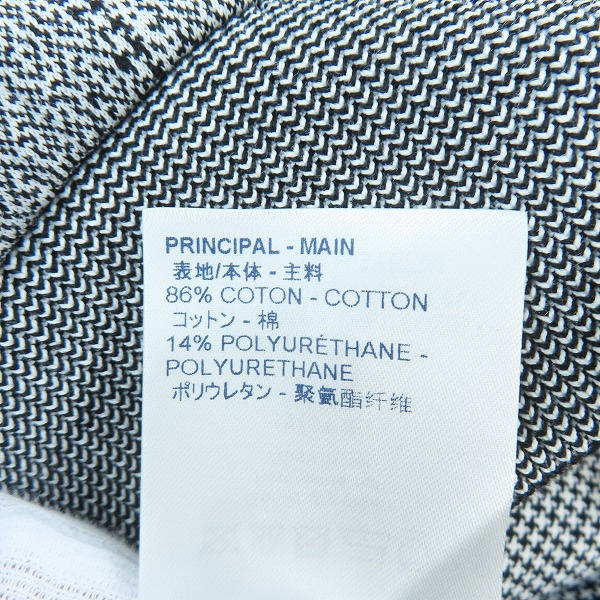 PRINCIPAL - MAIN
表地/本体 - 主料
86% COTON - COTTON
コットン - 棉
14% POLYURÉTHANE -
POLYURETHANE
ポリウレタン - 聚氨酯纤维